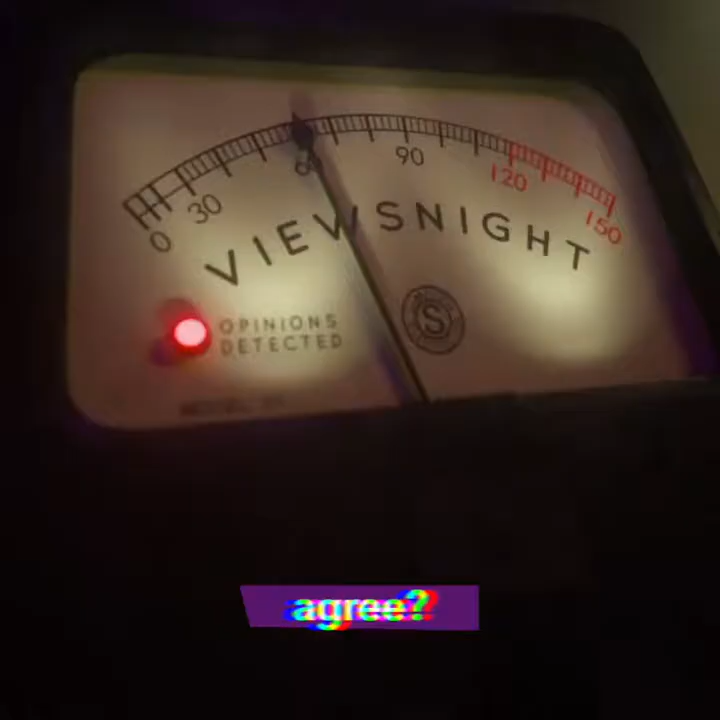 0 30 60 90 120 150
VIEWSNIGHT
S
OPINIONS
DETECTED
agree?